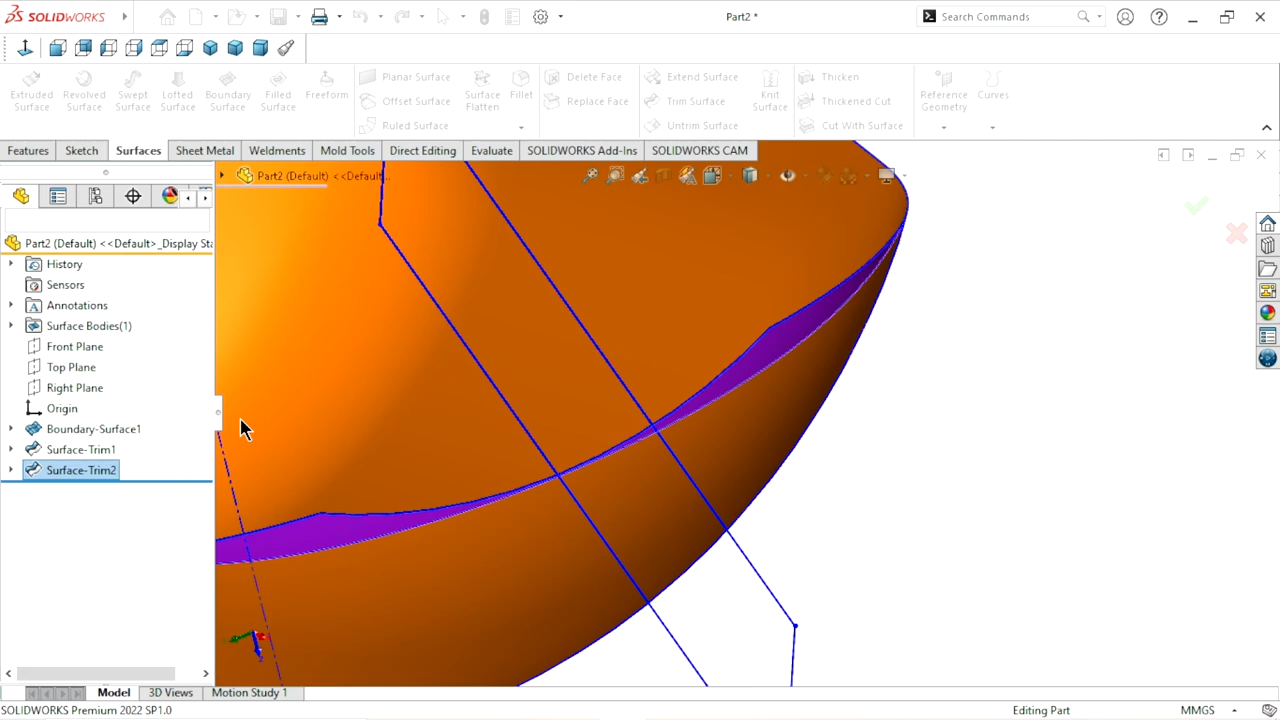 SOLIDWORKS
Part2 *
Search Commands
Extruded Surface
Revolved Surface
Swept Surface
Lofted Surface
Boundary Surface
Filled Surface
Freeform
Planar Surface
Offset Surface
Ruled Surface
Surface Flatten
Fillet
Delete Face
Replace Face
Extend Surface
Trim Surface
Untrim Surface
Knit Surface
Thicken
Thickened Cut
Cut With Surface
Reference Geometry
Curves
Features
Sketch
Surfaces
Sheet Metal
Weldments
Mold Tools
Direct Editing
Evaluate
SOLIDWORKS Add-Ins
SOLIDWORKS CAM
Part2 (Default) <<Default...
Part2 (Default) <<Default>_Display Sta
History
Sensors
Annotations
Surface Bodies(1)
Front Plane
Top Plane
Right Plane
Origin
Boundary-Surface1
Surface-Trim1
Surface-Trim2
Model
3D Views
Motion Study 1
SOLIDWORKS Premium 2022 SP1.0
Editing Part
MMGS